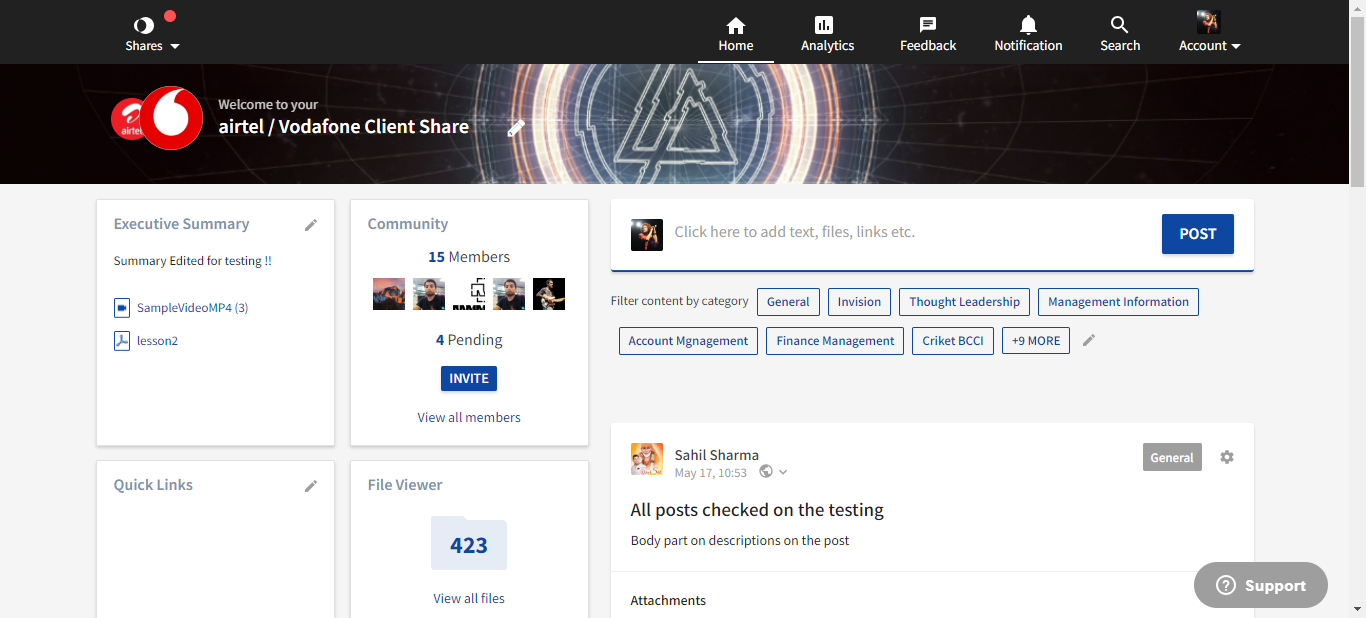 Shares
Home
Analytics
Feedback
Notification
Search
Account
airtel
Welcome to your
airtel / Vodafone Client Share
Executive Summary
Summary Edited for testing !!
SampleVideoMP4 (3)
lesson2
Community
15 Members
4 Pending
INVITE
View all members
Click here to add text, files, links etc.
POST
Filter content by category
General
Invision
Thought Leadership
Management Information
Account Mgnagement
Finance Management
Criket BCCI
+9 MORE
Quick Links
File Viewer
423
View all files
Sahil Sharma
May 17, 10:53
General
All posts checked on the testing
Body part on descriptions on the post
Attachments
Support